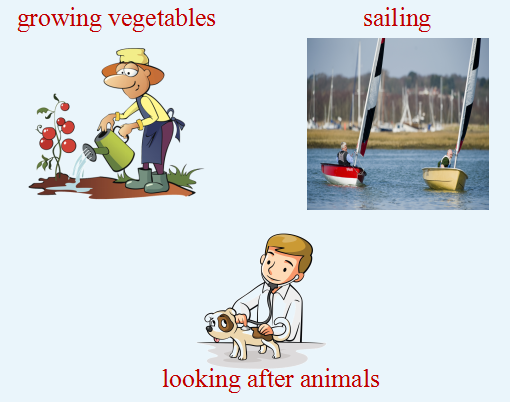 growing vegetables
sailing
looking after animals